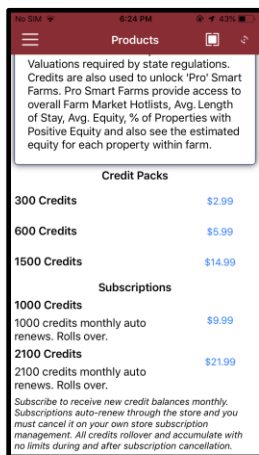 No SIM 6:24 PM 43%
Products
Valuations required by state regulations.
Credits are also used to unlock 'Pro' Smart
Farms. Pro Smart Farms provide access to
overall Farm Market Hotlists, Avg. Length
of Stay, Avg. Equity, % of Properties with
Positive Equity and also see the estimated
equity for each property within farm.
Credit Packs
300 Credits $2.99
600 Credits $5.99
1500 Credits $14.99
Subscriptions
1000 Credits
1000 credits monthly auto $9.99
renews. Rolls over.
2100 Credits
2100 credits monthly auto $21.99
renews. Rolls over.
Subscribe to receive new credit balances monthly.
Subscriptions auto-renew through the store and you
must cancel it on your own store subscription
management. All credits rollover and accumulate with
no limits during and after subscription cancellation.